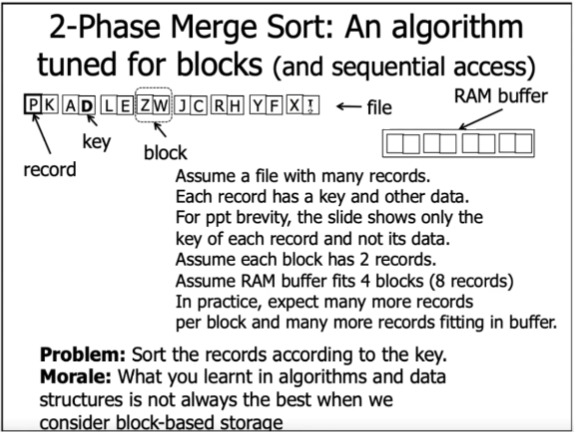 2-Phase Merge Sort: An algorithm
tuned for blocks (and sequential access)
P K A D L E Z W J C R H Y F X I
file
RAM buffer
key
block
record
Assume a file with many records.
Each record has a key and other data.
For ppt brevity, the slide shows only the
key of each record and not its data.
Assume each block has 2 records.
Assume RAM buffer fits 4 blocks (8 records)
In practice, expect many more records
per block and many more records fitting in buffer.
Problem: Sort the records according to the key.
Morale: What you learnt in algorithms and data
structures is not always the best when we
consider block-based storage